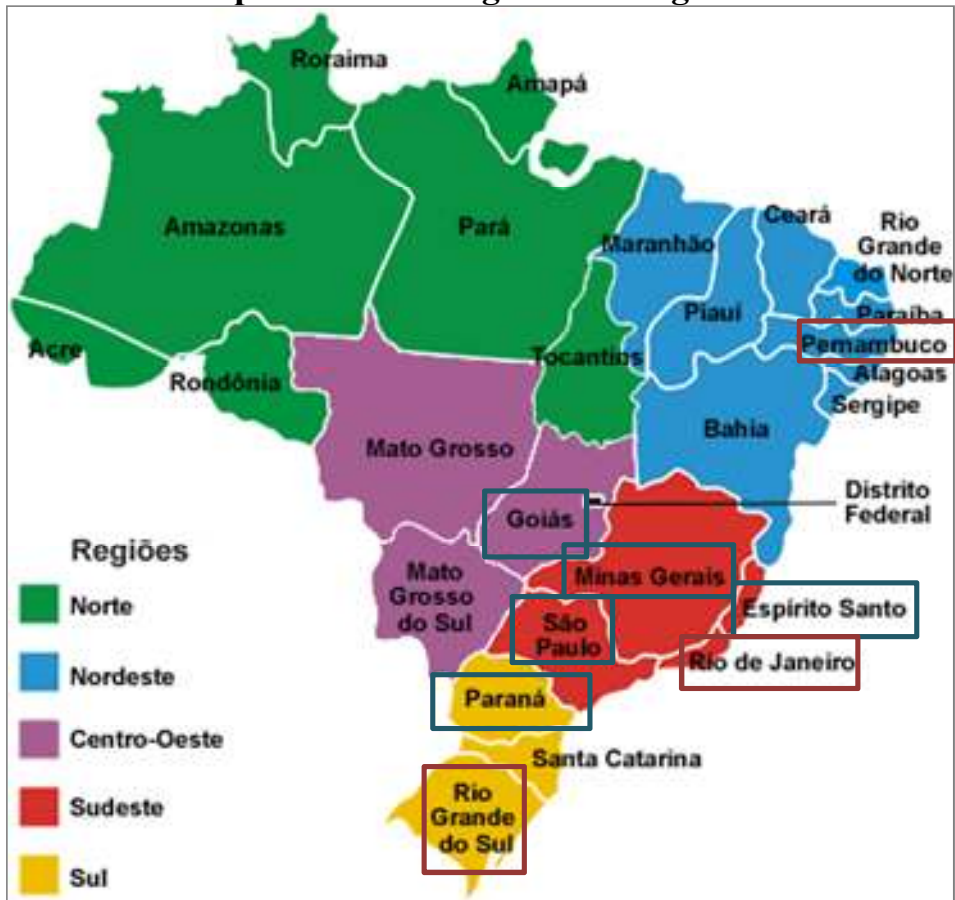 Roraima
Amapá
Amazonas
Pará
Maranhão
Ceará
Rio
Grande
do Norte
Piauí
Paraíba
Pernambuco
Acre
Rondônia
Tocantins
Alagoas
Sergipe
Bahia
Mato Grosso
Distrito
Federal
Goiás
Mato
Grosso
do Sul
Minas Gerais
Espírito Santo
São
Paulo
Rio de Janeiro
Paraná
Santa Catarina
Rio
Grande
do Sul
Regiões
Norte
Nordeste
Centro-Oeste
Sudeste
Sul